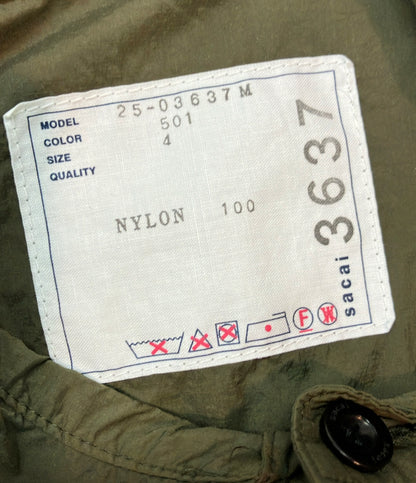 MODEL 25-03637M
COLOR 501
SIZE 4
QUALITY
NYLON 100
F W
sacai 3637